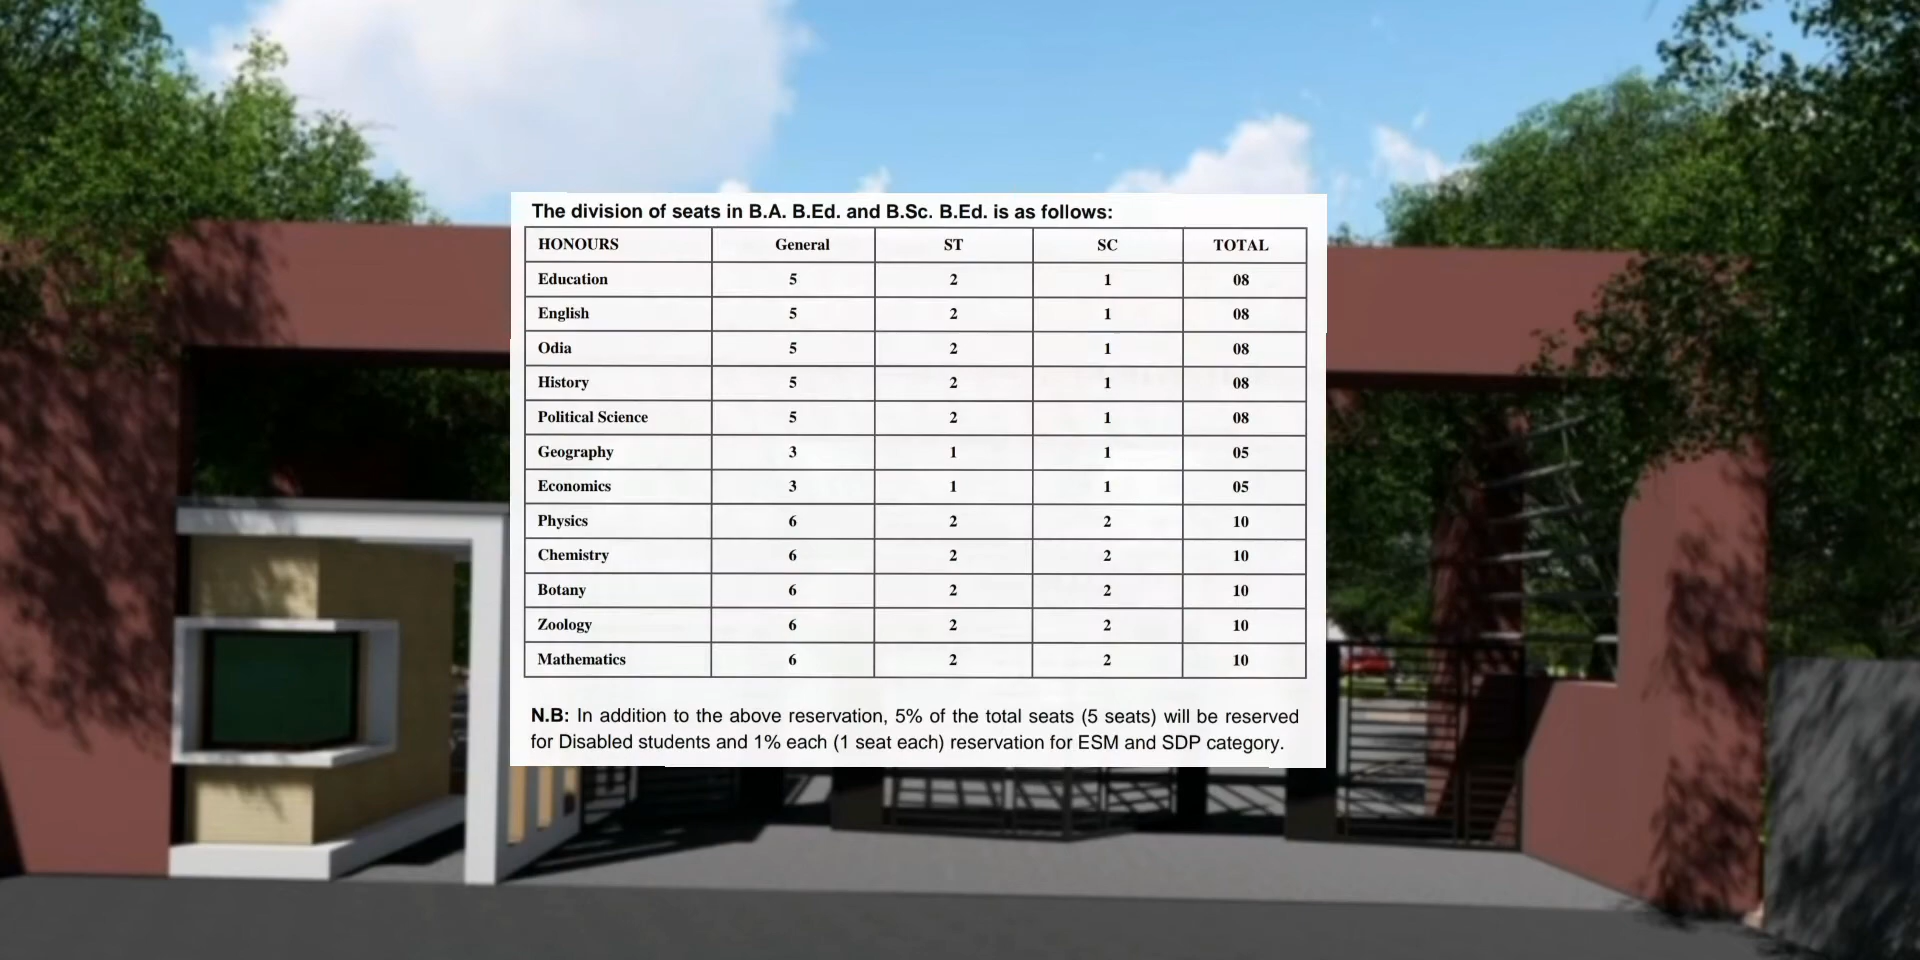 The division of seats in B.A. B.Ed. and B.Sc. B.Ed. is as follows:
HONOURS General ST SC TOTAL
Education 5 2 1 08
English 5 2 1 08
Odia 5 2 1 08
History 5 2 1 08
Political Science 5 2 1 08
Geography 3 1 1 05
Economics 3 1 1 05
Physics 6 2 2 10
Chemistry 6 2 2 10
Botany 6 2 2 10
Zoology 6 2 2 10
Mathematics 6 2 2 10
N.B: In addition to the above reservation, 5% of the total seats (5 seats) will be reserved
for Disabled students and 1% each (1 seat each) reservation for ESM and SDP category.